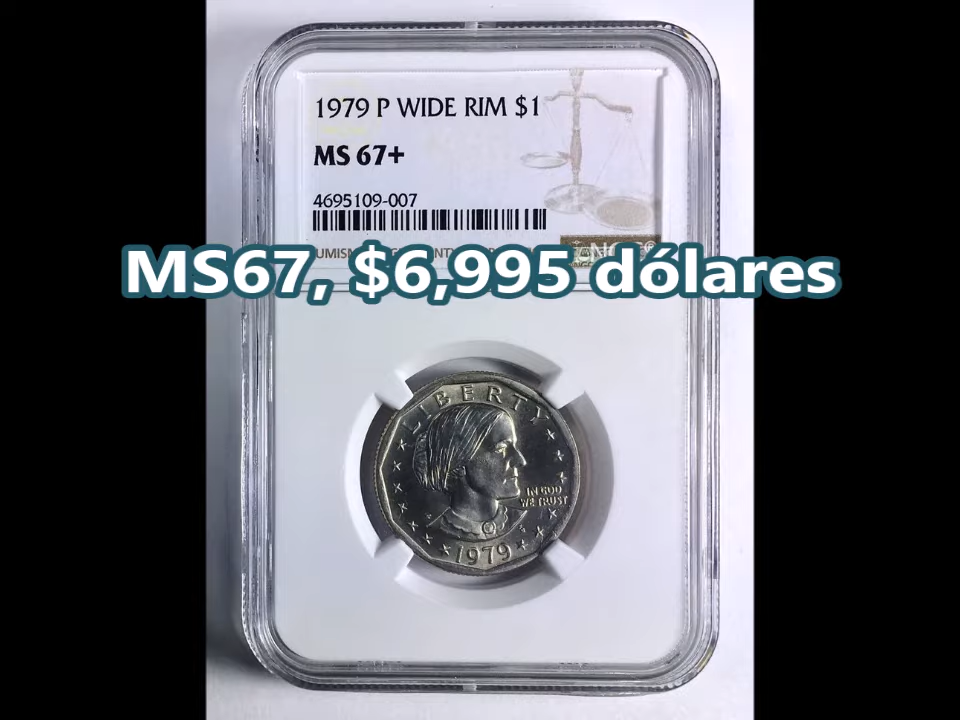 1979 P WIDE RIM $1
MS 67+
4695109-007
MS67, $6,995 dólares
LIBERTY
IN GOD
WE TRUST
1979